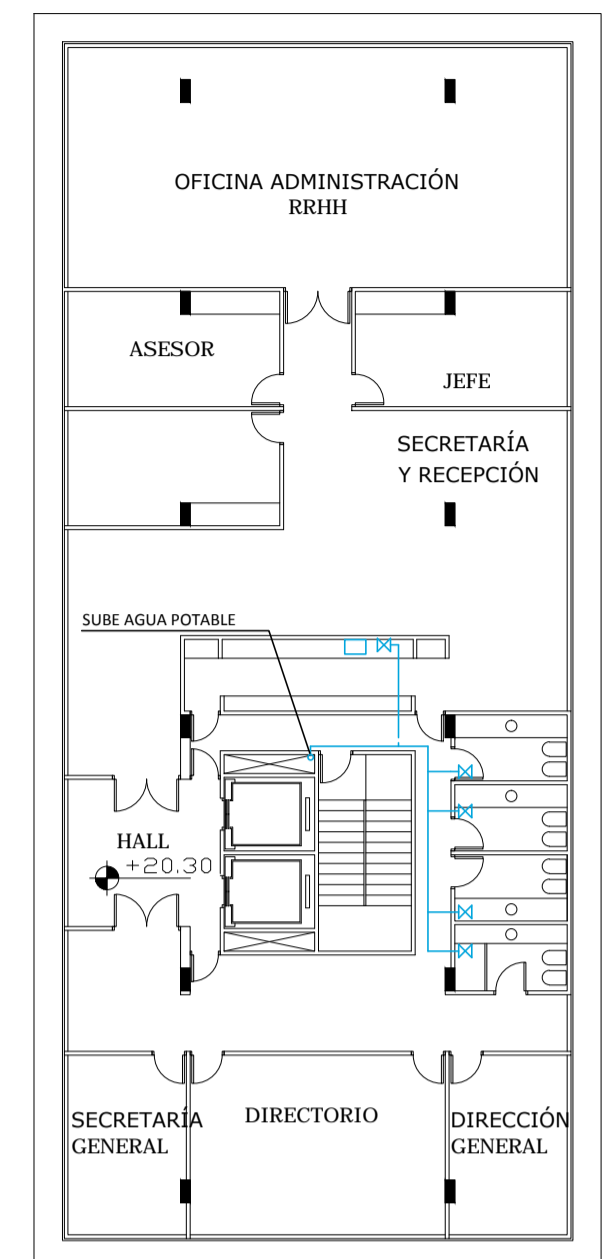 OFICINA ADMINISTRACIÓN
RRHH
ASESOR
JEFE
SECRETARÍA
Y RECEPCIÓN
SUBE AGUA POTABLE
HALL
+20.30
SECRETARÍA
GENERAL
DIRECTORIO
DIRECCIÓN
GENERAL